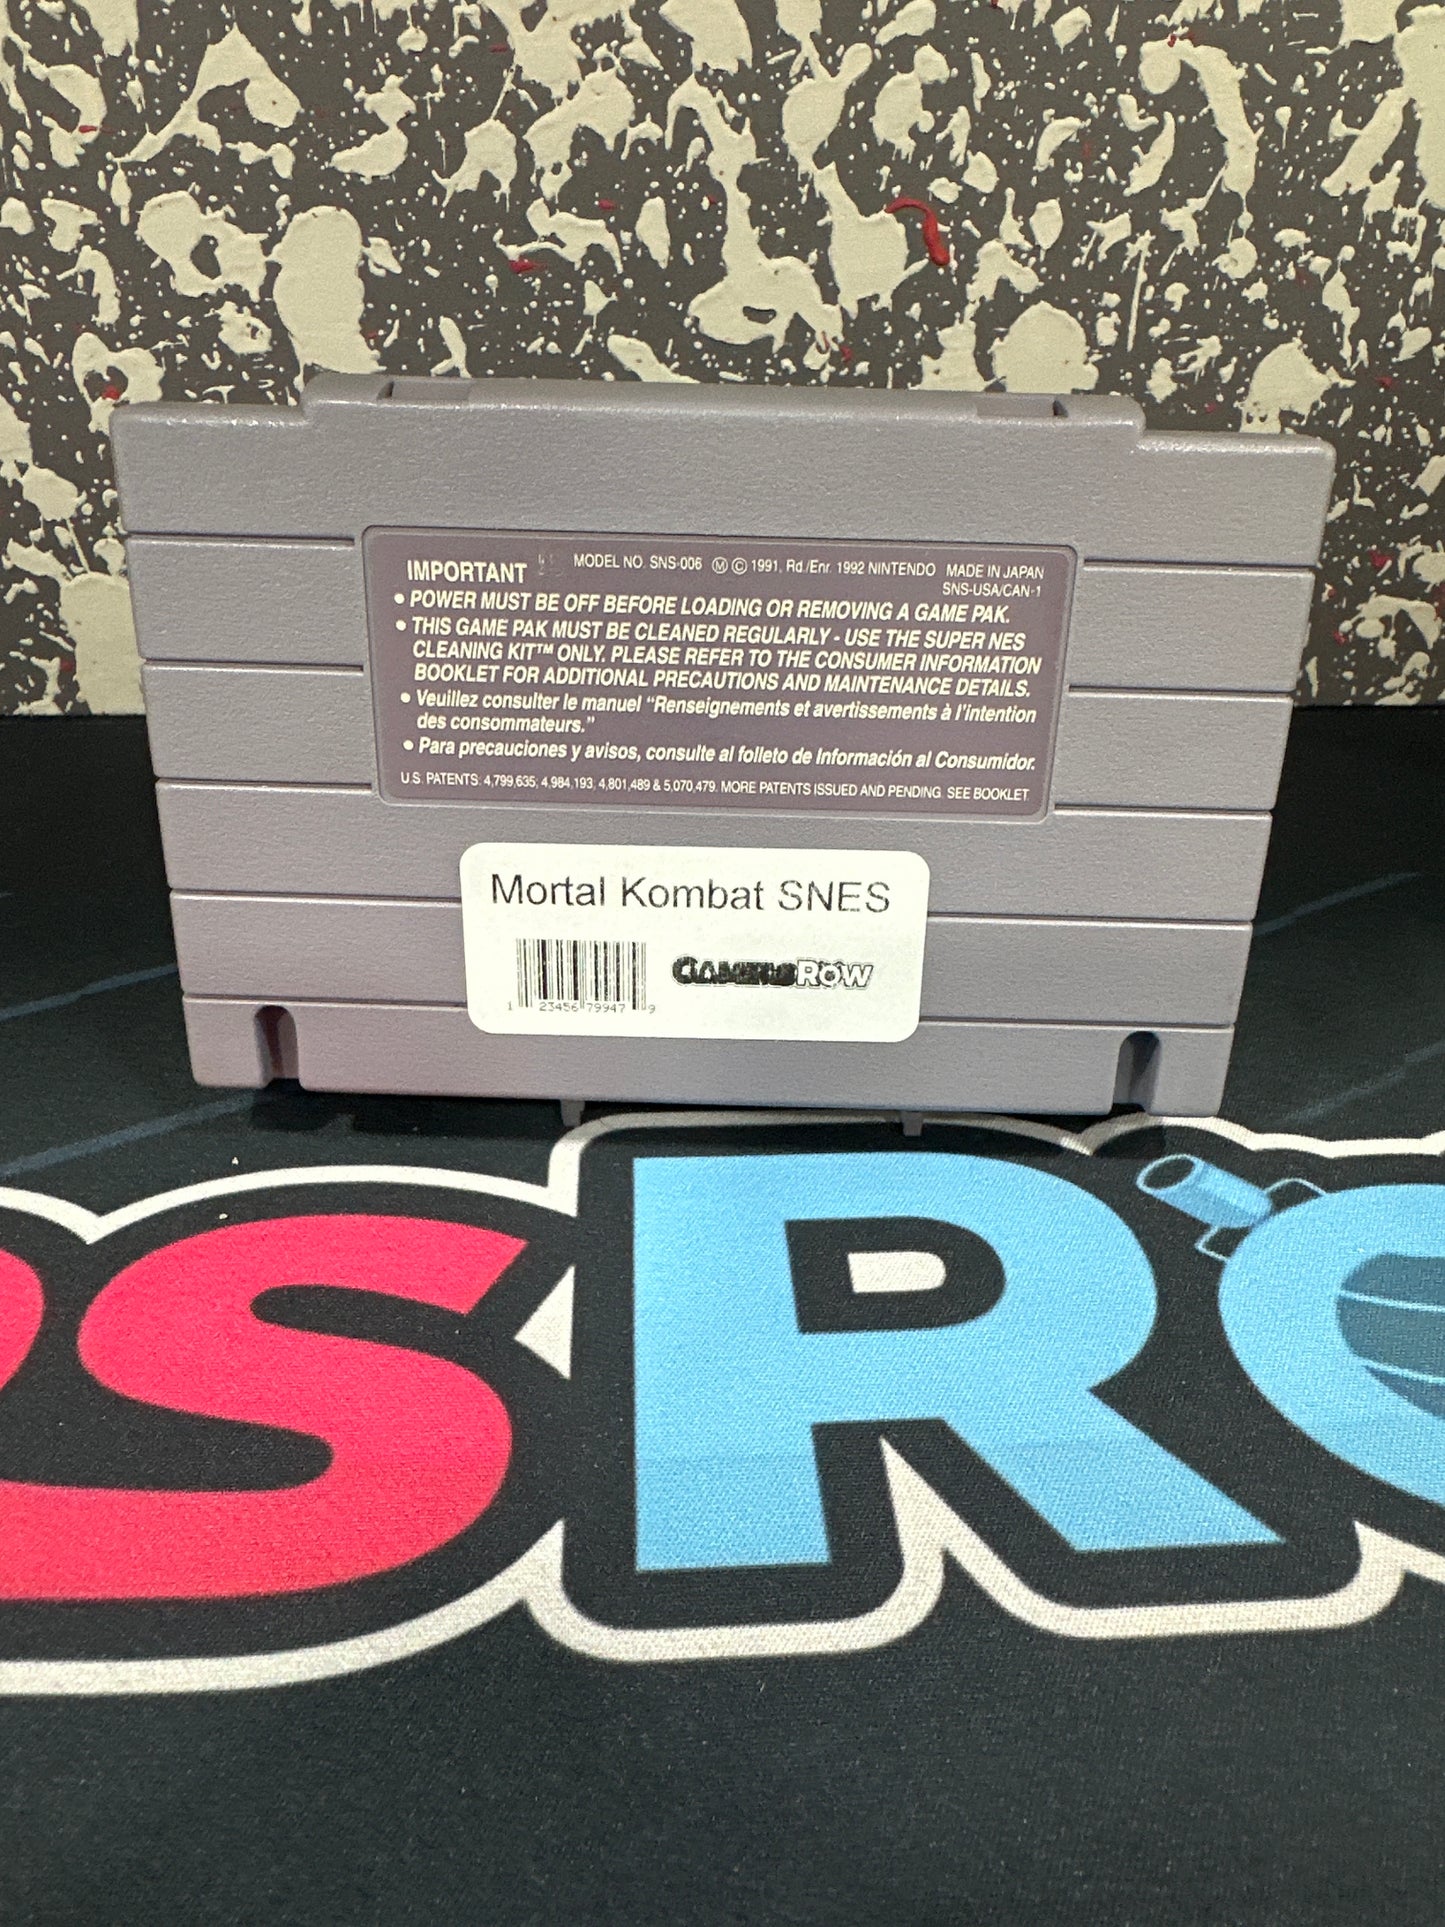 IMPORTANT MODEL NO. SNS-006 Ⓜ © 1991, Rd./Enr. 1992 NINTENDO MADE IN JAPAN
SNS-USA/CAN-1
• POWER MUST BE OFF BEFORE LOADING OR REMOVING A GAME PAK.
• THIS GAME PAK MUST BE CLEANED REGULARLY - USE THE SUPER NES
CLEANING KIT™ ONLY. PLEASE REFER TO THE CONSUMER INFORMATION
BOOKLET FOR ADDITIONAL PRECAUTIONS AND MAINTENANCE DETAILS.
• Veuillez consulter le manuel "Renseignements et avertissements à l'intention
des consommateurs."
• Para precauciones y avisos, consulte al folleto de Información al Consumidor.
U.S. PATENTS: 4,799,635; 4,984,193; 4,801,489 & 5,070,479. MORE PATENTS ISSUED AND PENDING. SEE BOOKLET
Mortal Kombat SNES
GAMERSROW
1 23456 79947 9
SRO